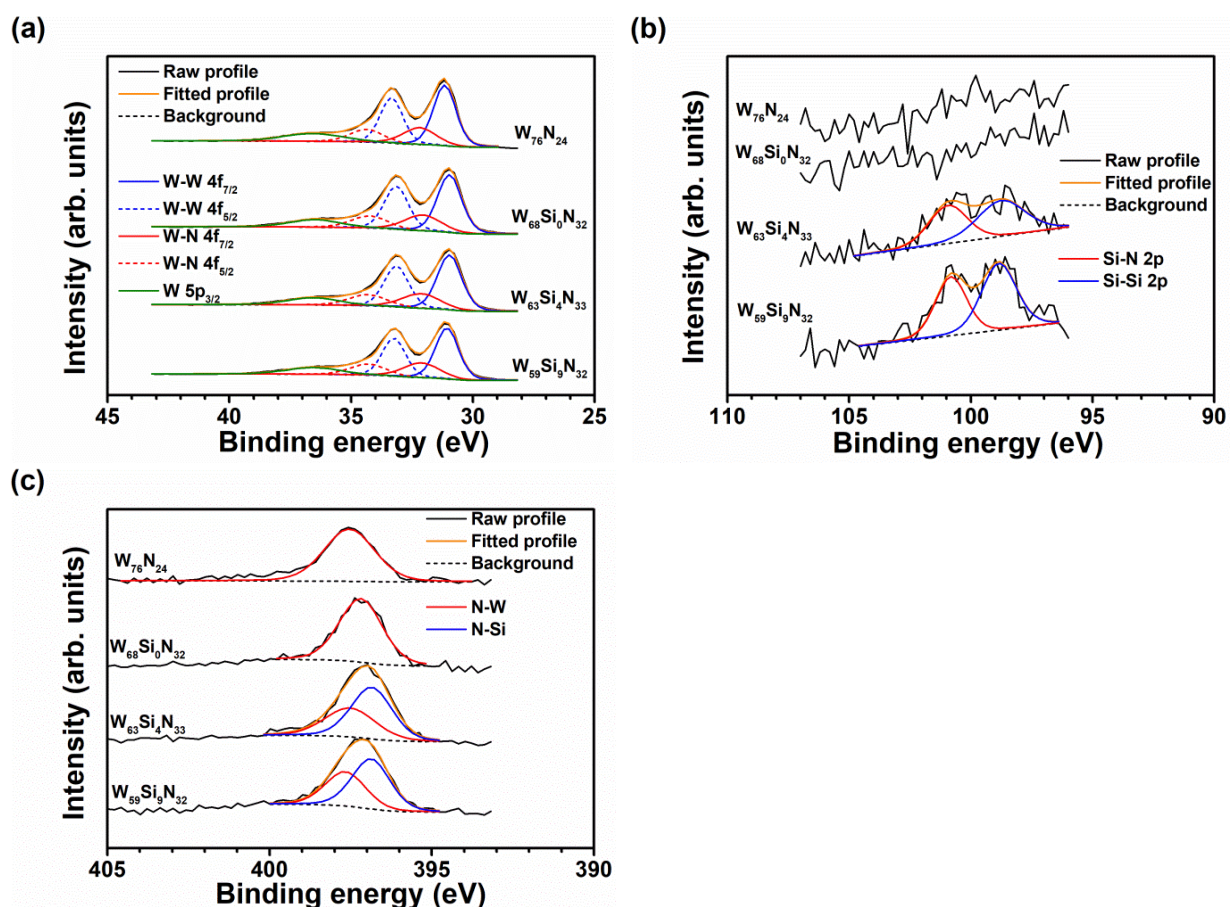 (a)
Raw profile
Fitted profile
Background
W-W 4f7/2
W-W 4f5/2
W-N 4f7/2
W-N 4f5/2
W 5p3/2
W76N24
W68Si0N32
W63Si4N33
W59Si9N32
Intensity (arb. units)
45 40 35 30 25
Binding energy (eV)
(b)
W76N24
W68Si0N32
W63Si4N33
W59Si9N32
Raw profile
Fitted profile
Background
Si-N 2p
Si-Si 2p
Intensity (arb. units)
110 105 100 95 90
Binding energy (eV)
(c)
W76N24
W68Si0N32
W63Si4N33
W59Si9N32
Raw profile
Fitted profile
Background
N-W
N-Si
Intensity (arb. units)
405 400 395 390
Binding energy (eV)